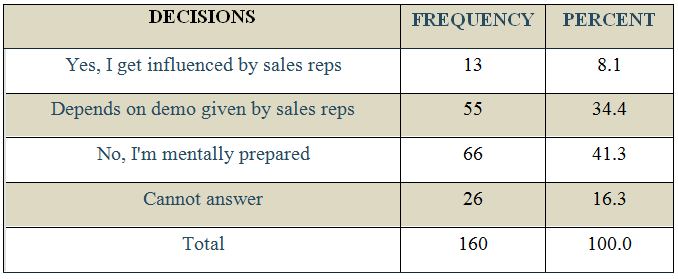 DECISIONS FREQUENCY PERCENT
Yes, I get influenced by sales reps 13 8.1
Depends on demo given by sales reps 55 34.4
No, I'm mentally prepared 66 41.3
Cannot answer 26 16.3
Total 160 100.0